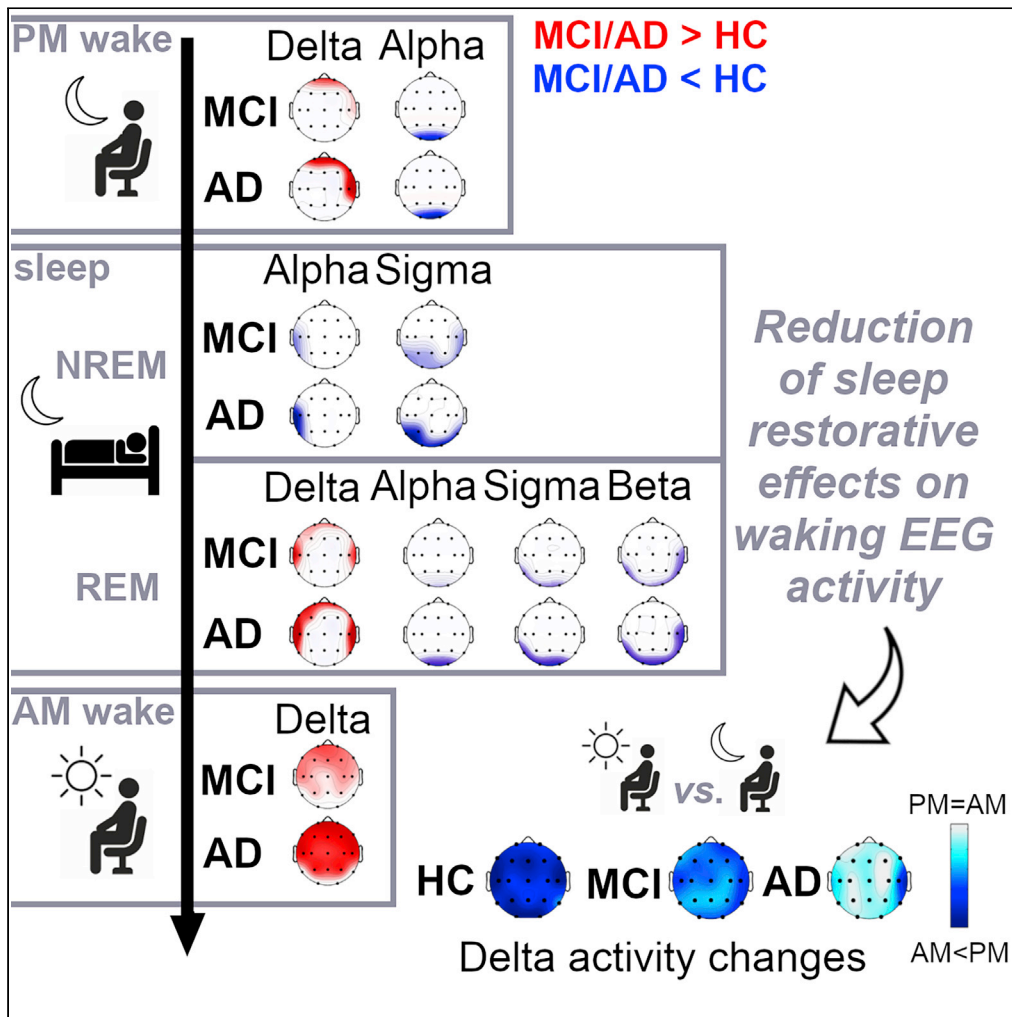 PM wake
Delta Alpha
MCI
AD
MCI/AD > HC
MCI/AD < HC
sleep
NREM
Alpha Sigma
MCI
AD
REM
Delta Alpha Sigma Beta
MCI
AD
Reduction
of sleep
restorative
effects on
waking EEG
activity
AM wake
Delta
MCI
AD
vs.
PM=AM
HC MCI AD
AM<PM
Delta activity changes